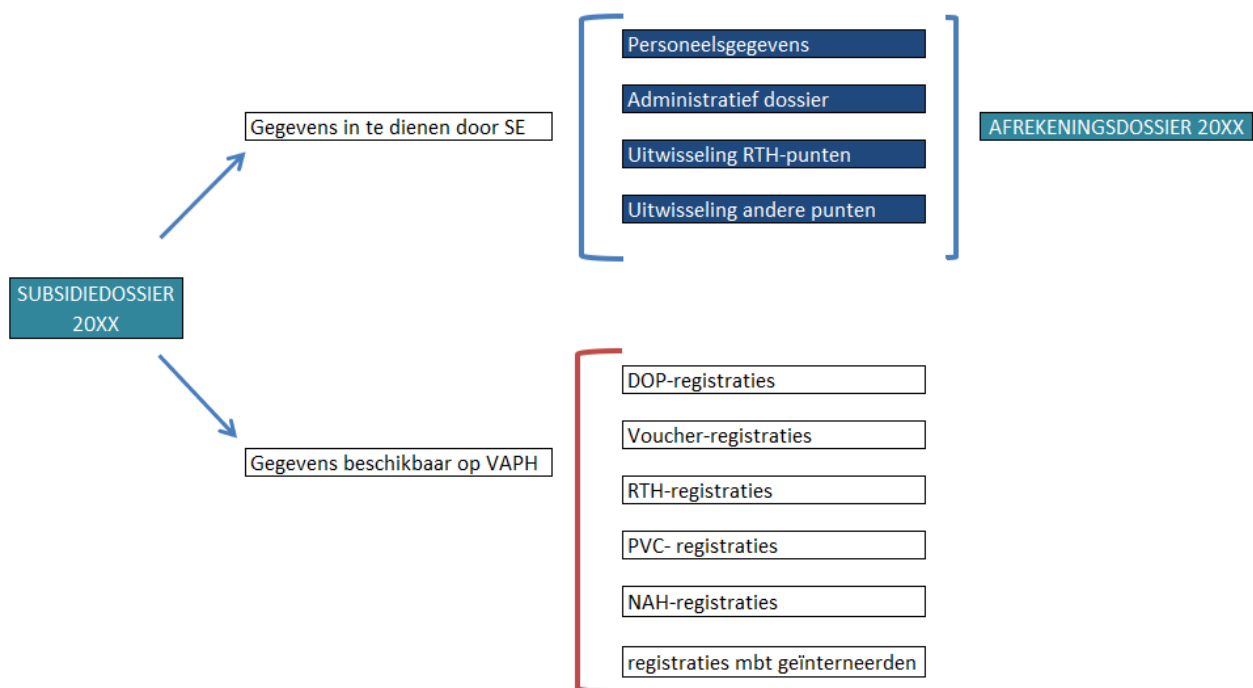 SUBSIDIEDOSSIER
20XX
Gegevens in te dienen door SE
Personeelsgegevens
Administratief dossier
Uitwisseling RTH-punten
Uitwisseling andere punten
AFREKENINGSDOSSIER 20XX
Gegevens beschikbaar op VAPH
DOP-registraties
Voucher-registraties
RTH-registraties
PVC- registraties
NAH-registraties
registraties mbt geïnterneerden